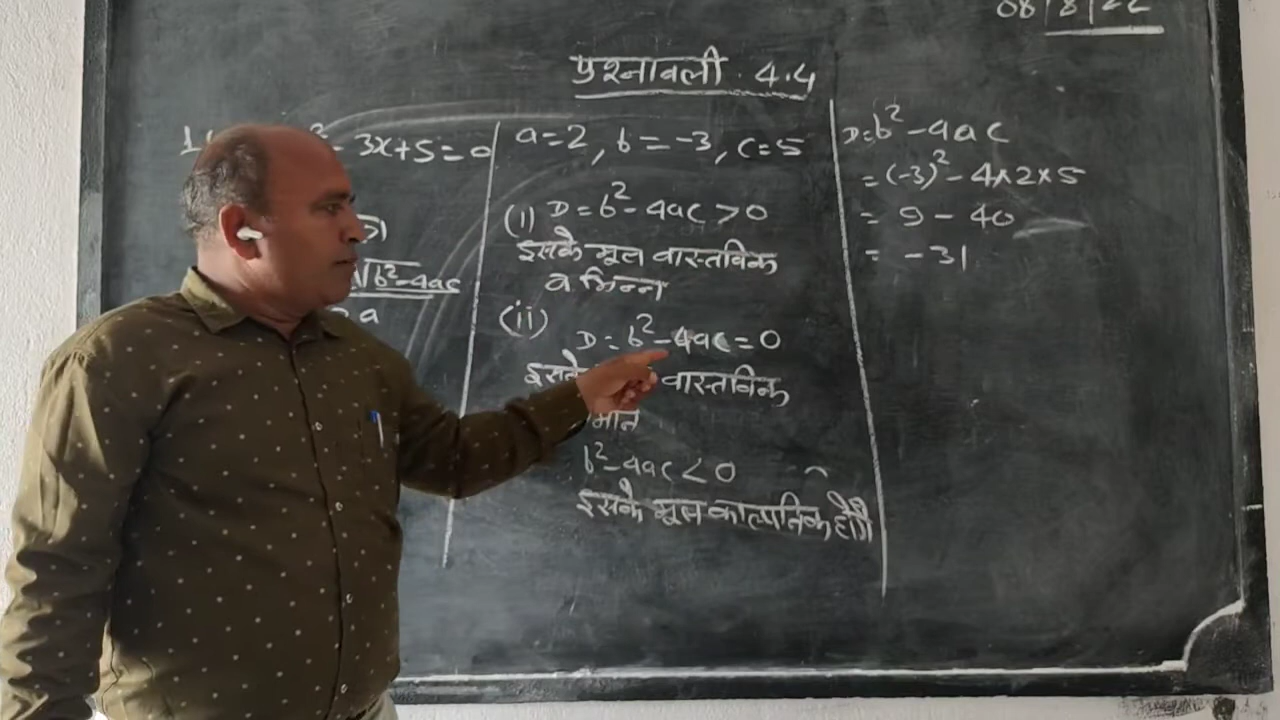 08/8/22
प्रश्नावली 4.4
- 3x+5=0
√b²-4ac
a
a=2, b=-3, c=5
(i) D=b²-4ac>0
इसके मूल वास्तविक
व भिन्न
(ii)
D=b²-4ac=0
इसके वास्तविक
मान
b²-4ac<0
इसके मूल काल्पनिक होंगे
D=b²-4ac
=(-3)²-4×2×5
= 9-40
= -31